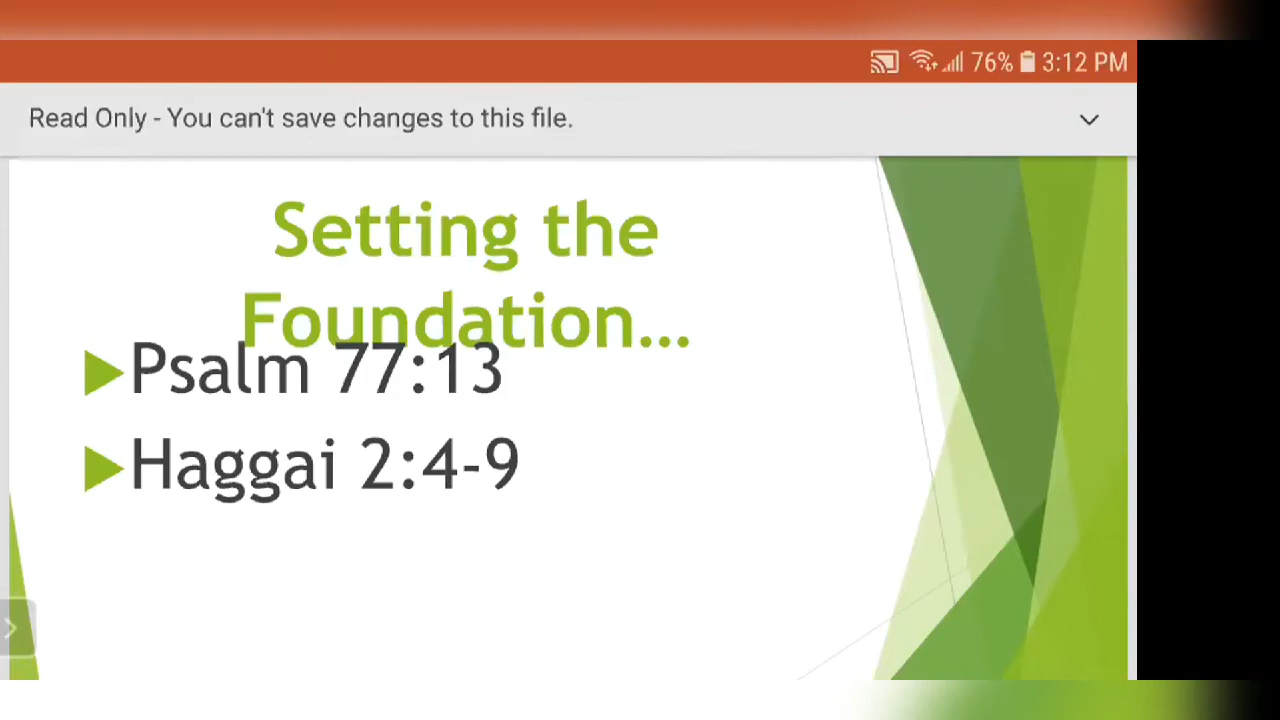 76% 3:12 PM
Read Only - You can't save changes to this file.
Setting the
Foundation...
Psalm 77:13
Haggai 2:4-9